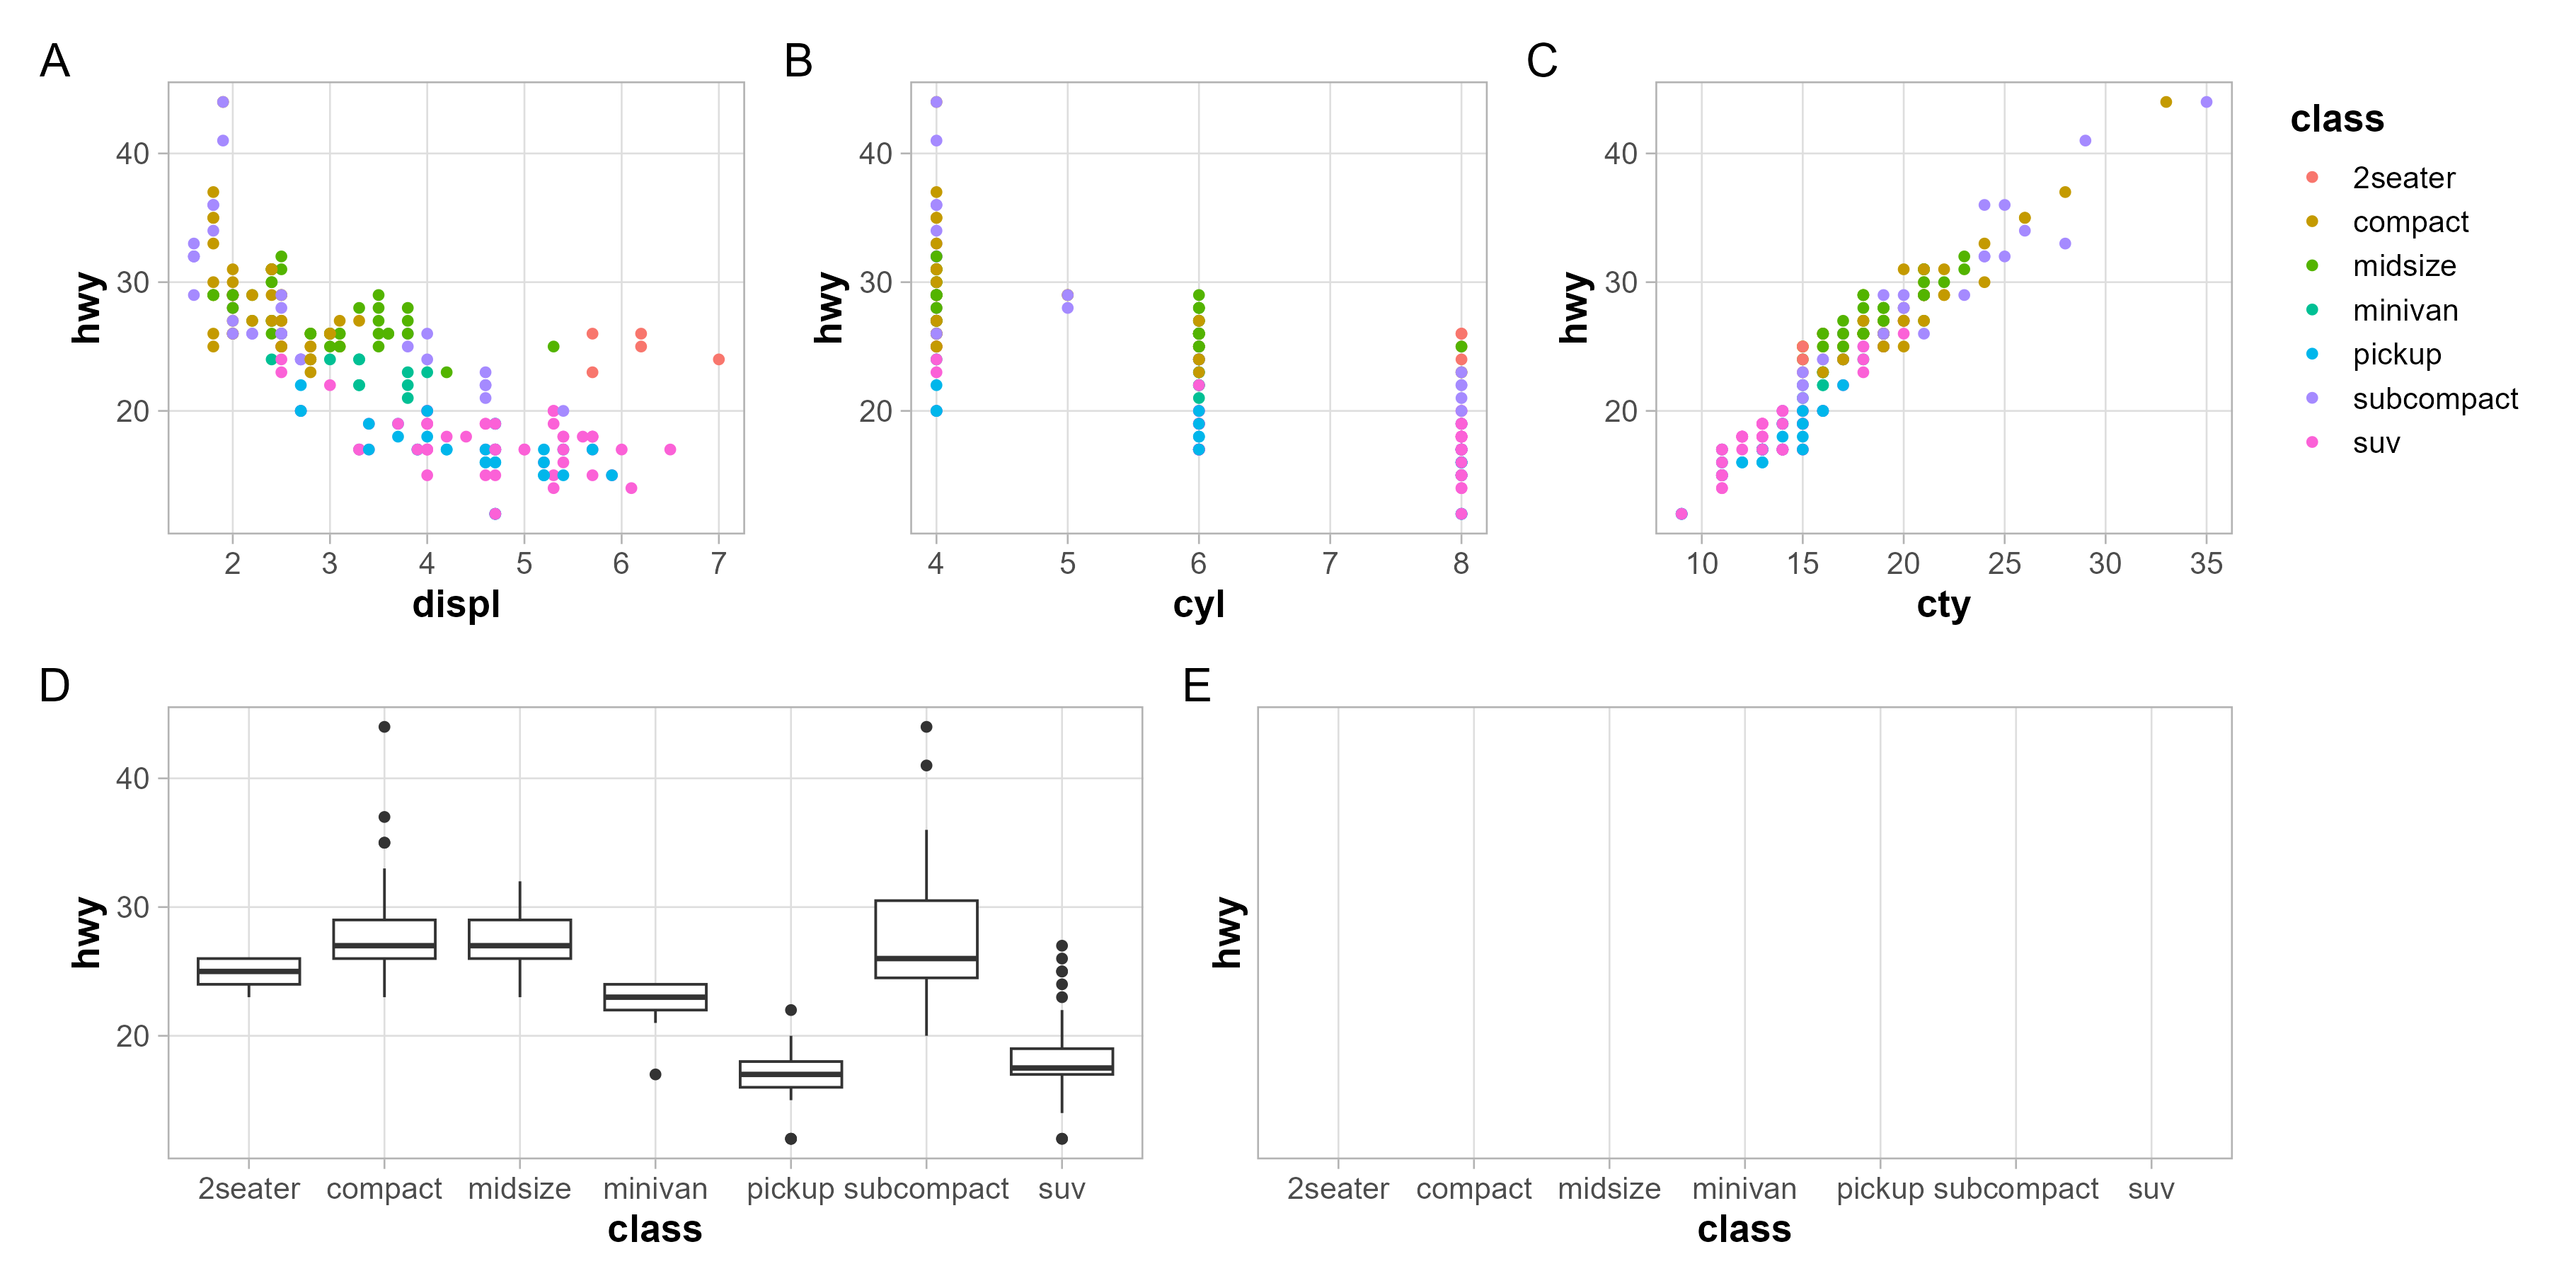 A
B
C
hwy
40
30
20
2 3 4 5 6 7
displ
hwy
40
30
20
4 5 6 7 8
cyl
hwy
40
30
20
10 15 20 25 30 35
cty
class
2seater
compact
midsize
minivan
pickup
subcompact
suv
D
E
hwy
40
30
20
2seater compact midsize minivan pickup subcompact suv
class
hwy
2seater compact midsize minivan pickup subcompact suv
class